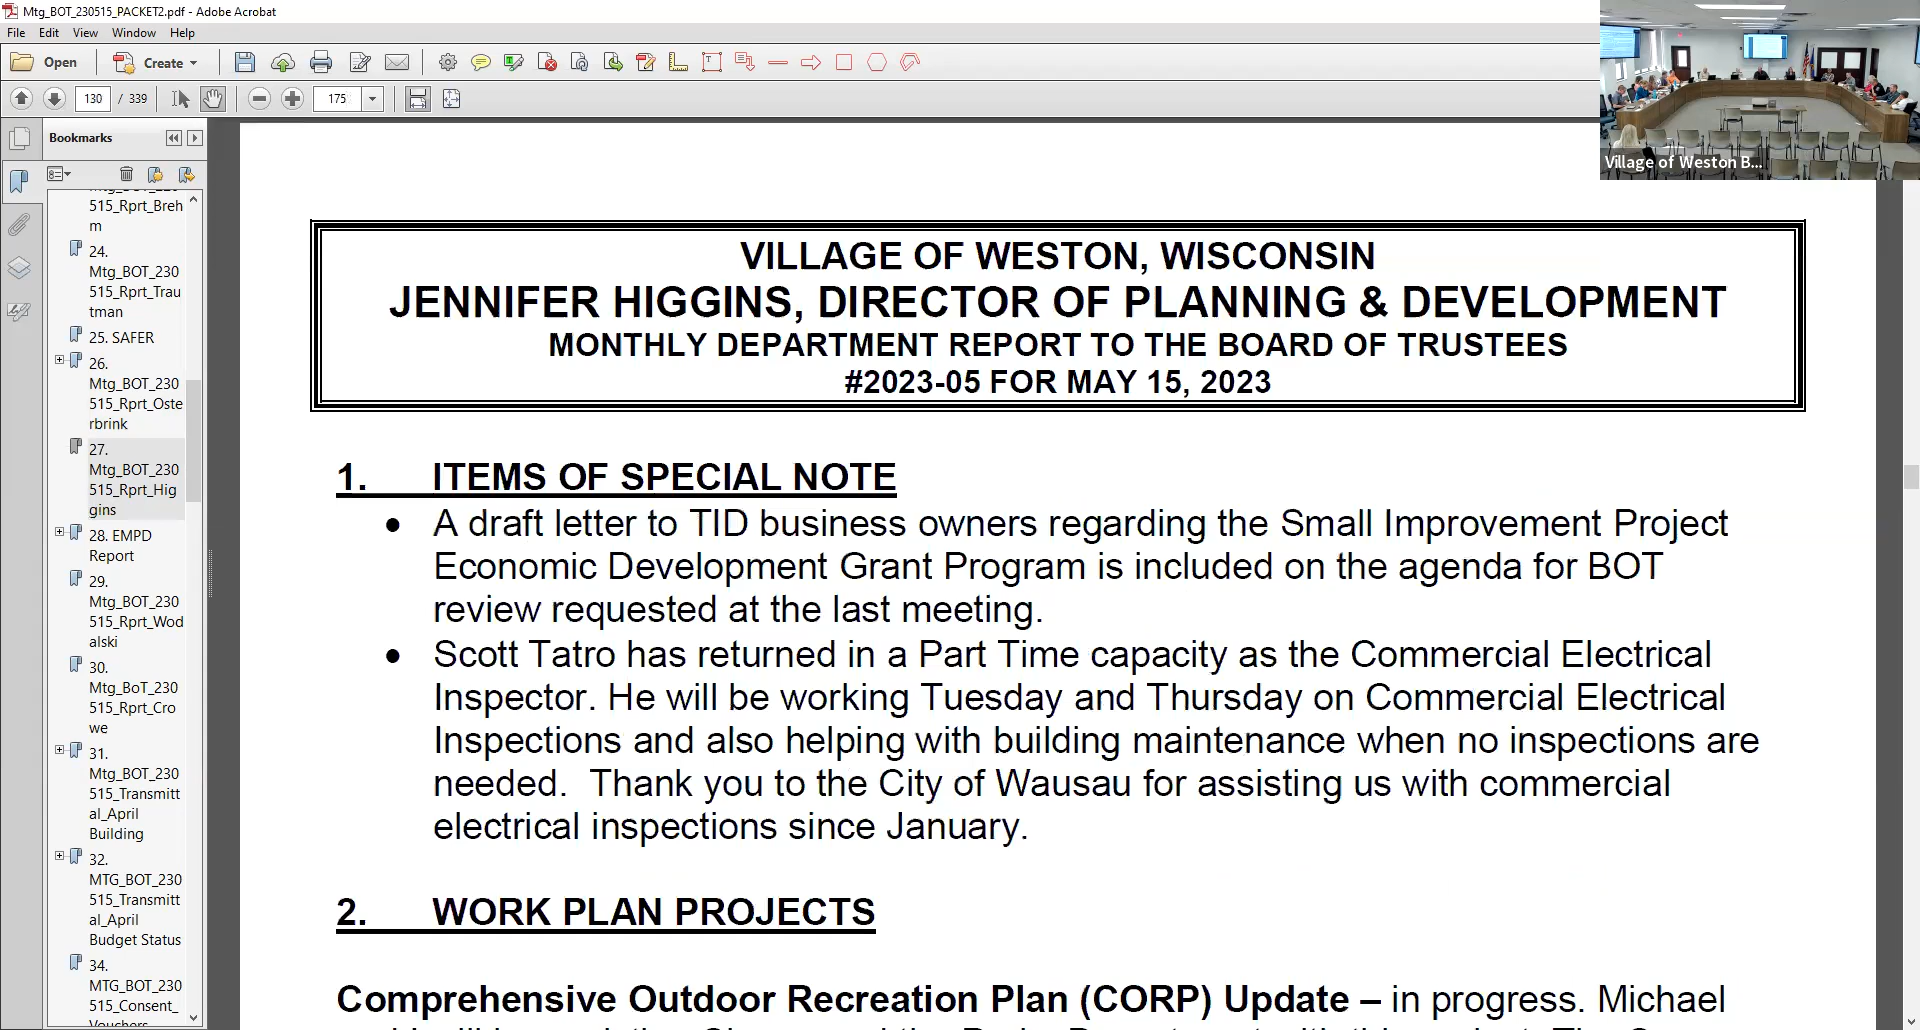 Mtg_BOT_230515_PACKET2.pdf - Adobe Acrobat
File Edit View Window Help
Open Create
130 / 339 175
Village of Weston B...
Bookmarks
515_Rprt_Breh
m
24.
Mtg_BOT_230
515_Rprt_Trau
tman
25. SAFER
26.
Mtg_BOT_230
515_Rprt_Oste
rbrink
27.
Mtg_BOT_230
515_Rprt_Hig
gins
28. EMPD
Report
29.
Mtg_BOT_230
515_Rprt_Wod
alski
30.
Mtg_BoT_230
515_Rprt_Cro
we
31.
Mtg_BOT_230
515_Transmitt
al_April
Building
32.
MTG_BOT_230
515_Transmitt
al_April
Budget Status
34.
MTG_BOT_230
515_Consent_
Vouchers
VILLAGE OF WESTON, WISCONSIN
JENNIFER HIGGINS, DIRECTOR OF PLANNING & DEVELOPMENT
MONTHLY DEPARTMENT REPORT TO THE BOARD OF TRUSTEES
#2023-05 FOR MAY 15, 2023
1. ITEMS OF SPECIAL NOTE
• A draft letter to TID business owners regarding the Small Improvement Project
Economic Development Grant Program is included on the agenda for BOT
review requested at the last meeting.
• Scott Tatro has returned in a Part Time capacity as the Commercial Electrical
Inspector. He will be working Tuesday and Thursday on Commercial Electrical
Inspections and also helping with building maintenance when no inspections are
needed.  Thank you to the City of Wausau for assisting us with commercial
electrical inspections since January.
2. WORK PLAN PROJECTS
Comprehensive Outdoor Recreation Plan (CORP) Update – in progress. Michael